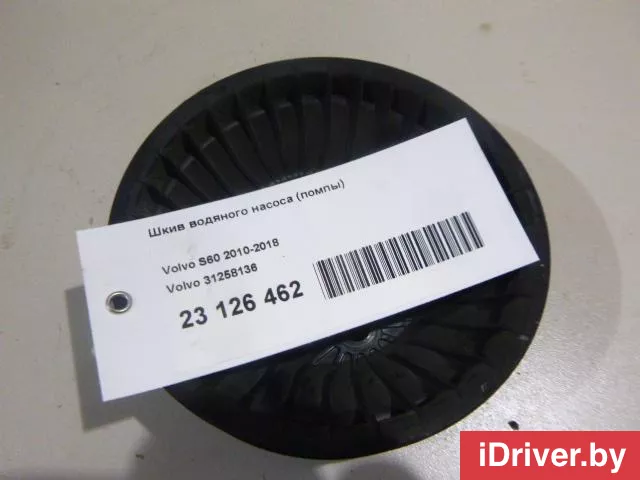 Шкив водяного насоса (помпы)
Volvo S60 2010-2018
Volvo 31258136
23 126 462
iDriver.by